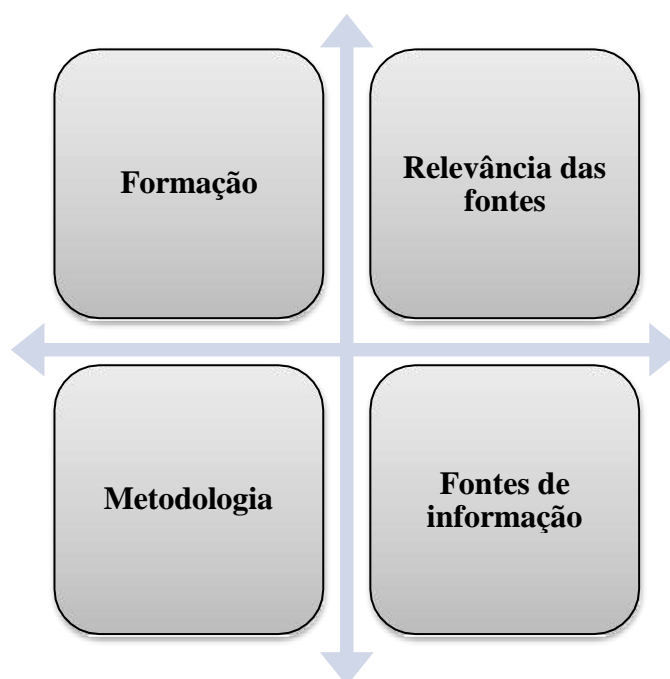 Formação
Relevância das
fontes
Metodologia
Fontes de
informação